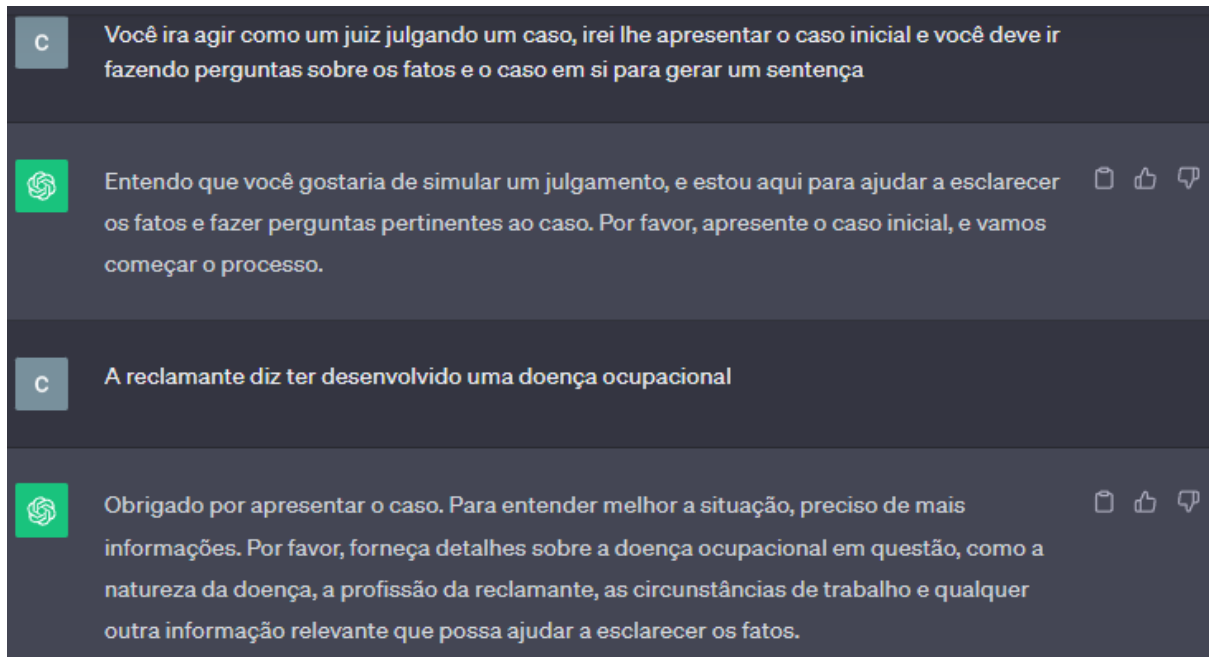 C
Você ira agir como um juiz julgando um caso, irei lhe apresentar o caso inicial e você deve ir
fazendo perguntas sobre os fatos e o caso em si para gerar um sentença
Entendo que você gostaria de simular um julgamento, e estou aqui para ajudar a esclarecer
os fatos e fazer perguntas pertinentes ao caso. Por favor, apresente o caso inicial, e vamos
começar o processo.
C
A reclamante diz ter desenvolvido uma doença ocupacional
Obrigado por apresentar o caso. Para entender melhor a situação, preciso de mais
informações. Por favor, forneça detalhes sobre a doença ocupacional em questão, como a
natureza da doença, a profissão da reclamante, as circunstâncias de trabalho e qualquer
outra informação relevante que possa ajudar a esclarecer os fatos.